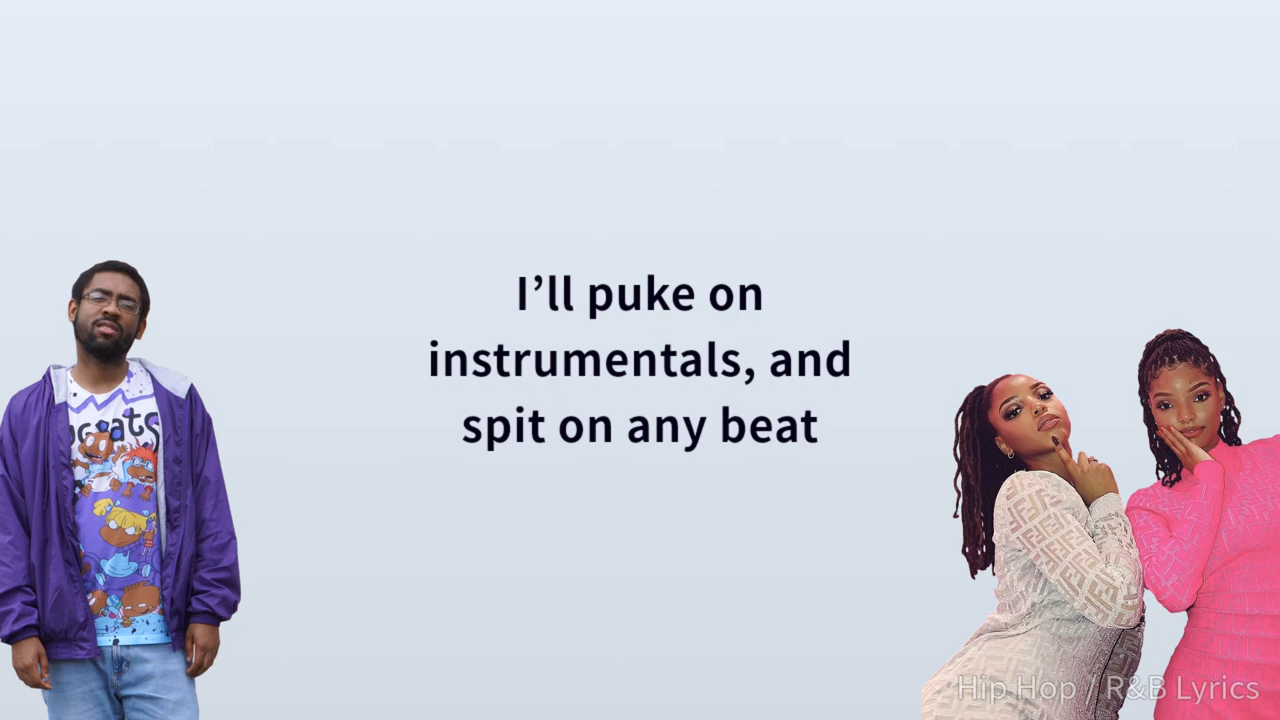 I’ll puke on
instrumentals, and
spit on any beat
Hip Hop / R&B Lyrics